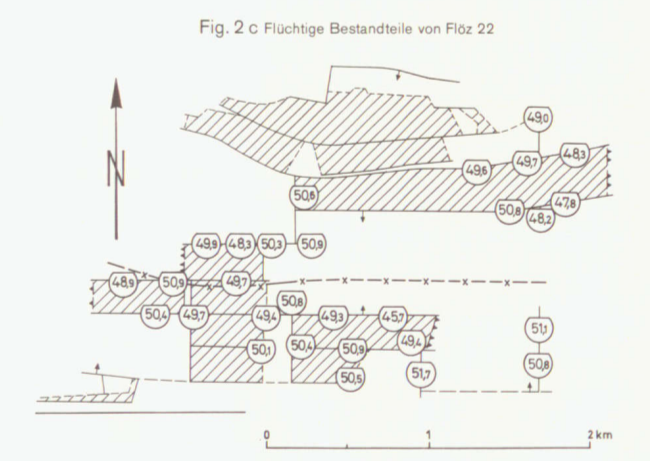 Fig. 2 c Flüchtige Bestandteile von Flöz 22
49,0
48,3
49,7
49,6
50,6
47,8
50,8
48,2
N
49,9 48,3 50,3 50,9
48,9 50,9 49,7
x x x x x x x x x
50,8
50,4 49,7 49,4 49,3 45,7
51,1
49,4
50,1 50,4 50,9
50,8
51,7
50,5
0 1 2 km